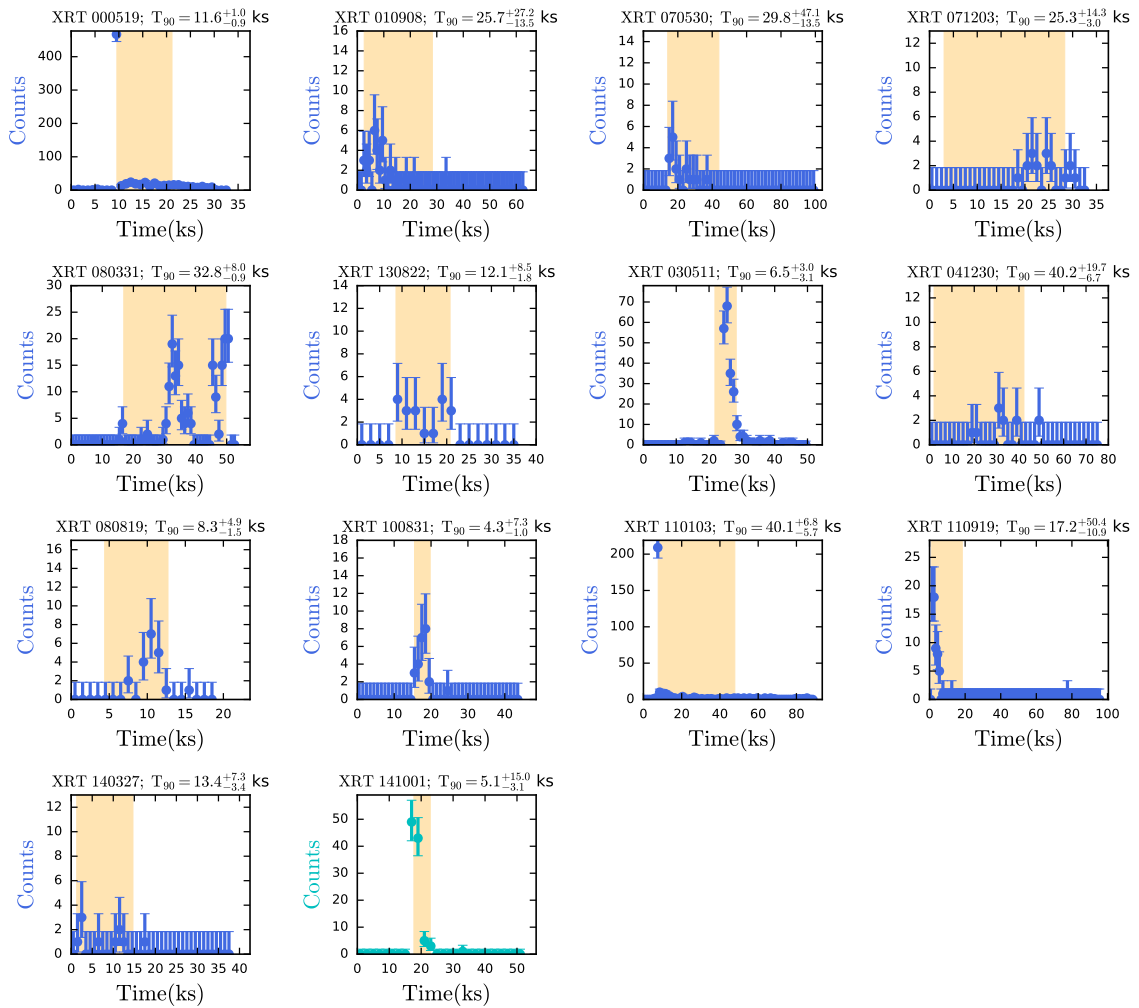 XRT 000519; T90 = 11.6+1.0−0.9 ks
XRT 010908; T90 = 25.7+27.2−13.5 ks
XRT 070530; T90 = 29.8+47.1−13.5 ks
XRT 071203; T90 = 25.3+14.3−3.0 ks
Counts
0 100 200 300 400
0 5 10 15 20 25 30 35
Time(ks)
Counts
0 2 4 6 8 10 12 14 16
0 10 20 30 40 50 60
Time(ks)
Counts
0 2 4 6 8 10 12 14
0 20 40 60 80 100
Time(ks)
Counts
0 2 4 6 8 10 12
0 5 10 15 20 25 30 35
Time(ks)
XRT 080331; T90 = 32.8+8.0−0.9 ks
XRT 130822; T90 = 12.1+8.5−1.8 ks
XRT 030511; T90 = 6.5+3.0−3.1 ks
XRT 041230; T90 = 40.2+19.7−6.7 ks
Counts
0 5 10 15 20 25 30
0 10 20 30 40 50
Time(ks)
Counts
0 2 4 6 8 10 12 14
0 5 10 15 20 25 30 35 40
Time(ks)
Counts
0 10 20 30 40 50 60 70
0 10 20 30 40 50
Time(ks)
Counts
0 2 4 6 8 10 12
0 10 20 30 40 50 60 70 80
Time(ks)
XRT 080819; T90 = 8.3+4.9−1.5 ks
XRT 100831; T90 = 4.3+7.3−1.0 ks
XRT 110103; T90 = 40.1+6.8−5.7 ks
XRT 110919; T90 = 17.2+50.4−10.9 ks
Counts
0 2 4 6 8 10 12 14 16
0 5 10 15 20
Time(ks)
Counts
0 2 4 6 8 10 12 14 16 18
0 10 20 30 40
Time(ks)
Counts
0 50 100 150 200
0 20 40 60 80
Time(ks)
Counts
0 5 10 15 20 25
0 20 40 60 80 100
Time(ks)
XRT 140327; T90 = 13.4+7.3−3.4 ks
XRT 141001; T90 = 5.1+15.0−3.1 ks
Counts
0 2 4 6 8 10 12
0 5 10 15 20 25 30 35 40
Time(ks)
Counts
0 10 20 30 40 50
0 10 20 30 40 50
Time(ks)